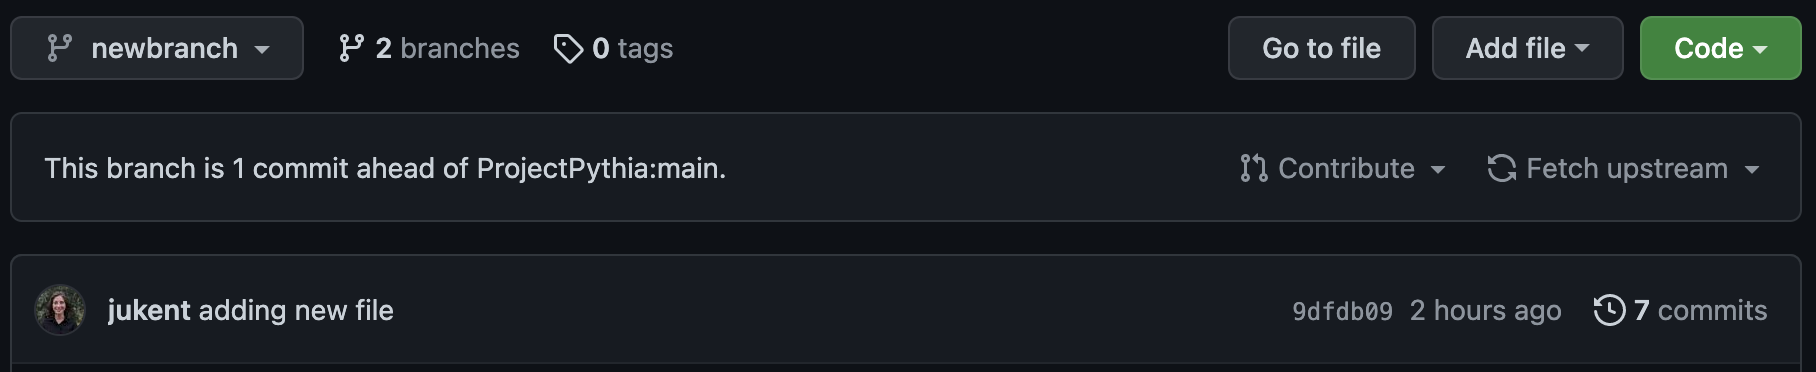 newbranch 2 branches 0 tags Go to file Add file Code
This branch is 1 commit ahead of ProjectPythia:main. Contribute Fetch upstream
jukent adding new file 9dfdb09 2 hours ago 7 commits